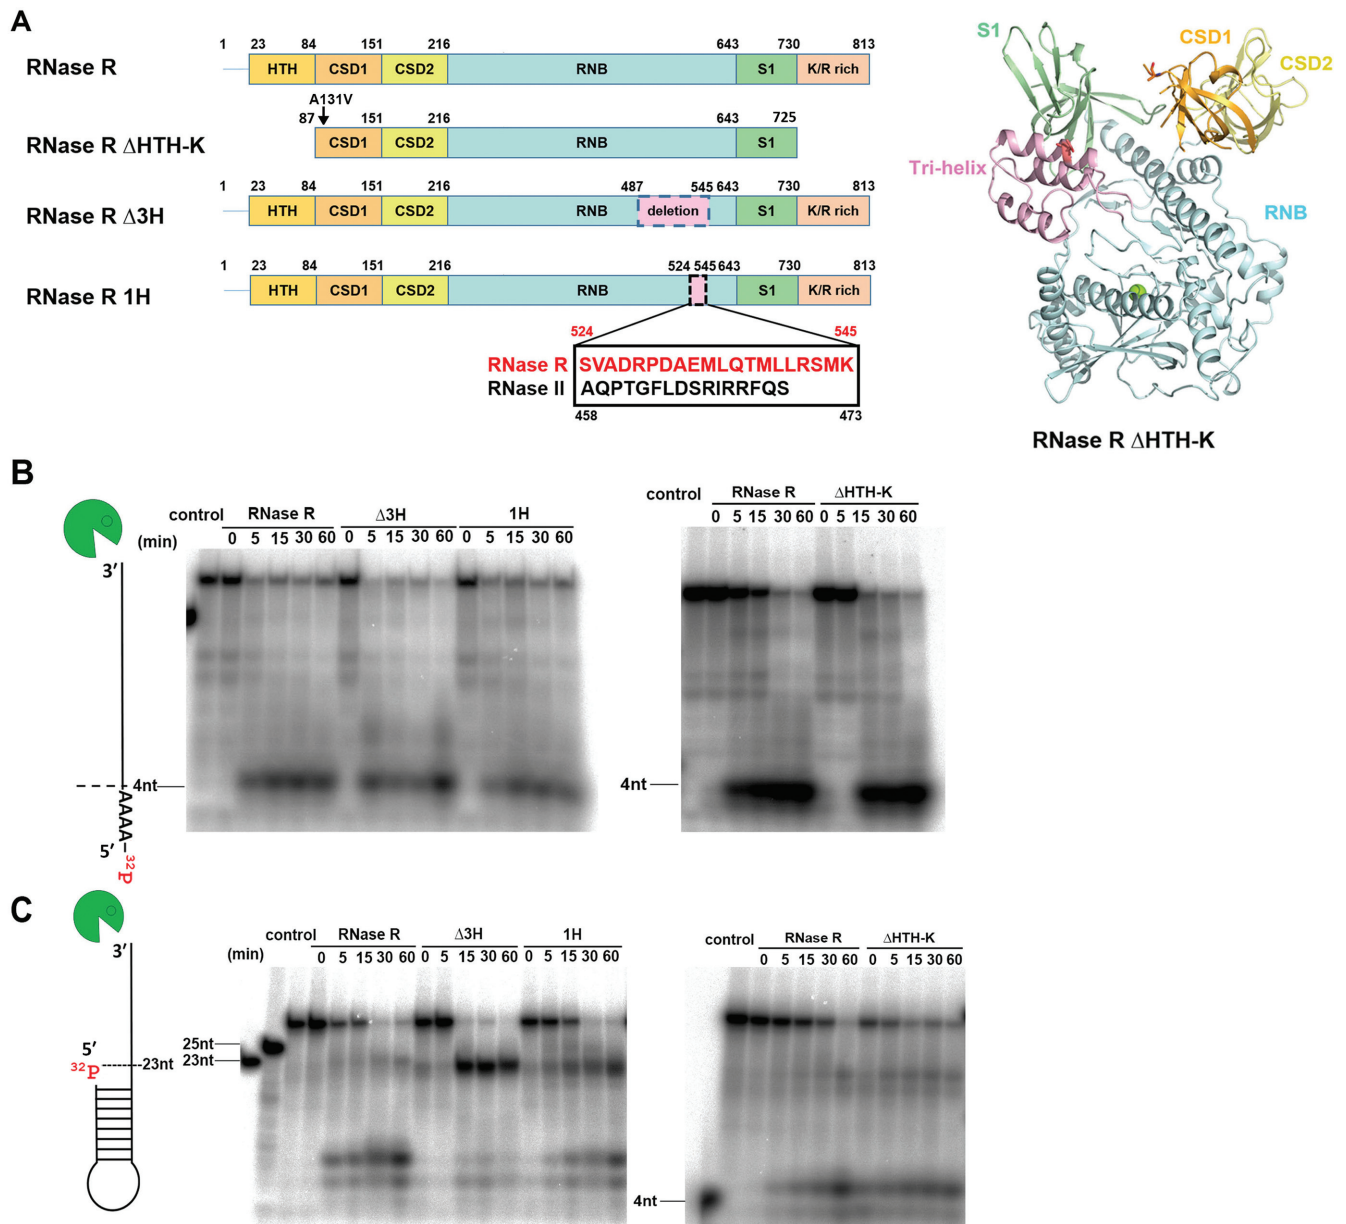 A
1 23 84 151 216 643 730 813
RNase R HTH CSD1 CSD2 RNB S1 K/R rich
A131V
87 151 216 643 725
RNase R ΔHTH-K CSD1 CSD2 RNB S1
1 23 84 151 216 487 545 643 730 813
RNase R Δ3H HTH CSD1 CSD2 RNB deletion S1 K/R rich
1 23 84 151 216 524 545 643 730 813
RNase R 1H HTH CSD1 CSD2 RNB S1 K/R rich
524 545
RNase R SVADRPDAEMLQTMLLRSMK
RNase II AQPTGFLDSRIRRFQS
458 473
S1
CSD1
CSD2
Tri-helix
RNB
RNase R ΔHTH-K
B
3′
4nt
AAAA
5′
32P
control RNase R Δ3H 1H
(min) 0 5 15 30 60 0 5 15 30 60 0 5 15 30 60
control RNase R ΔHTH-K
0 5 15 30 60 0 5 15 30 60
4nt
C
3′
5′
32P
23nt
control RNase R Δ3H 1H
(min) 0 5 15 30 60 0 5 15 30 60 0 5 15 30 60
25nt
23nt
control RNase R ΔHTH-K
0 5 15 30 60 0 5 15 30 60
4nt